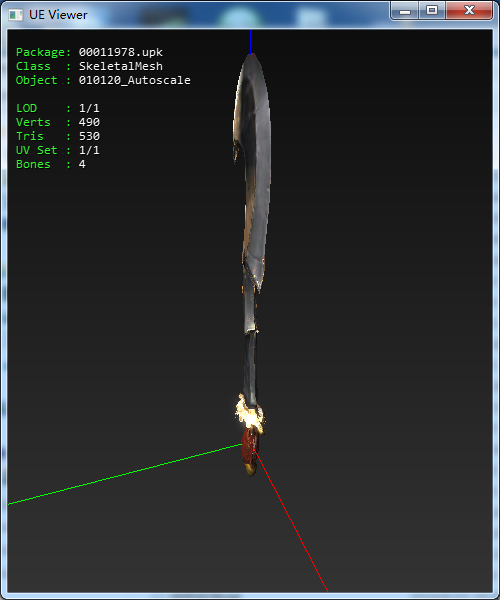 UE Viewer
Package: 00011978.upk
Class  : SkeletalMesh
Object : 010120_Autoscale
LOD    : 1/1
Verts  : 490
Tris   : 530
UV Set : 1/1
Bones  : 4